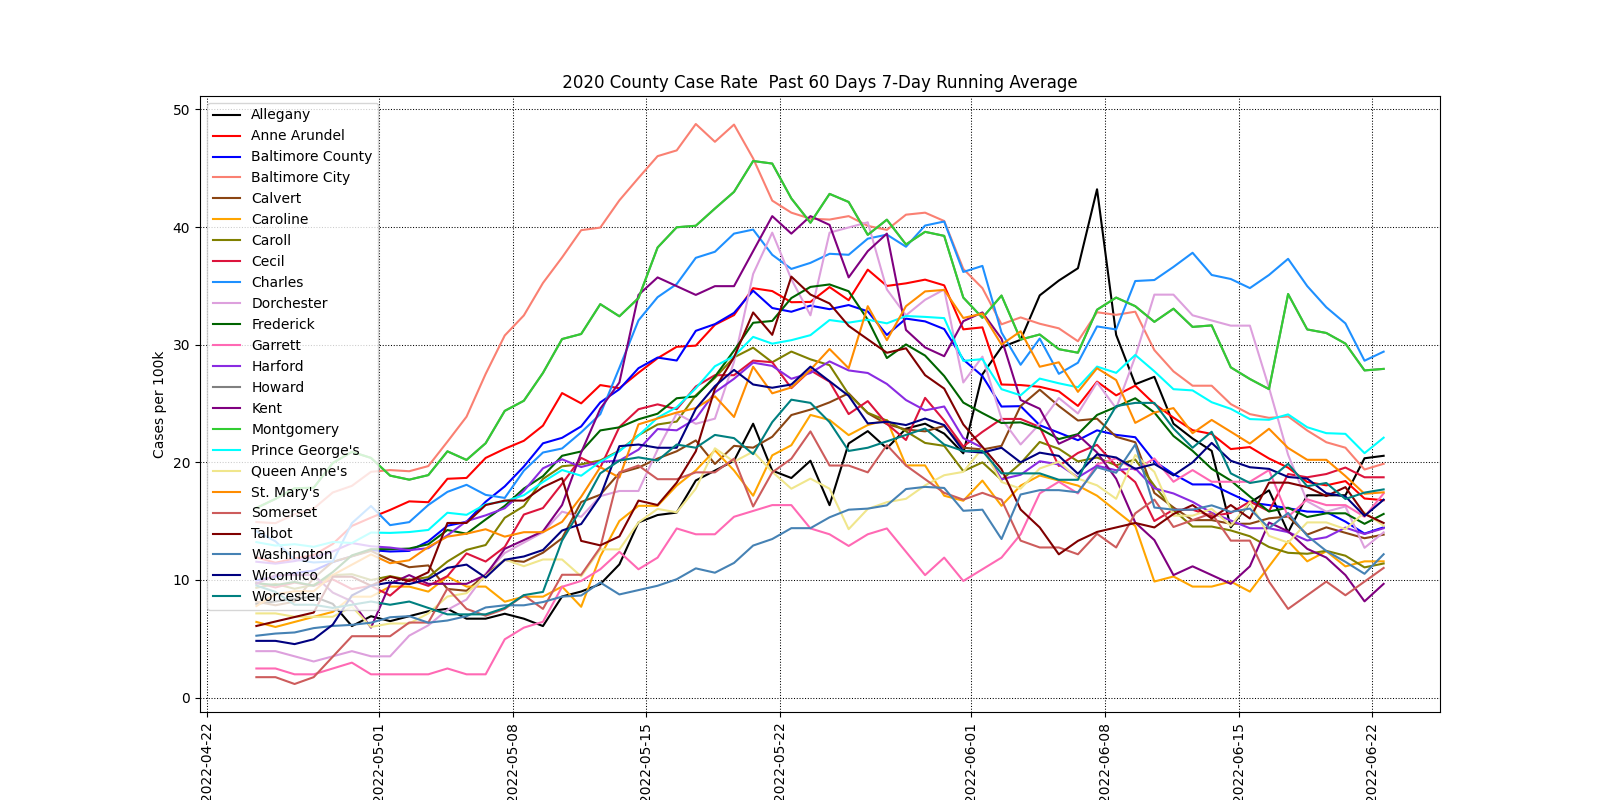 2020 County Case Rate  Past 60 Days 7-Day Running Average
Cases per 100k
50
40
30
20
10
0
Allegany
Anne Arundel
Baltimore County
Baltimore City
Calvert
Caroline
Caroll
Cecil
Charles
Dorchester
Frederick
Garrett
Harford
Howard
Kent
Montgomery
Prince George's
Queen Anne's
St. Mary's
Somerset
Talbot
Washington
Wicomico
Worcester
2022-04-22
2022-05-01
2022-05-08
2022-05-15
2022-05-22
2022-06-01
2022-06-08
2022-06-15
2022-06-22